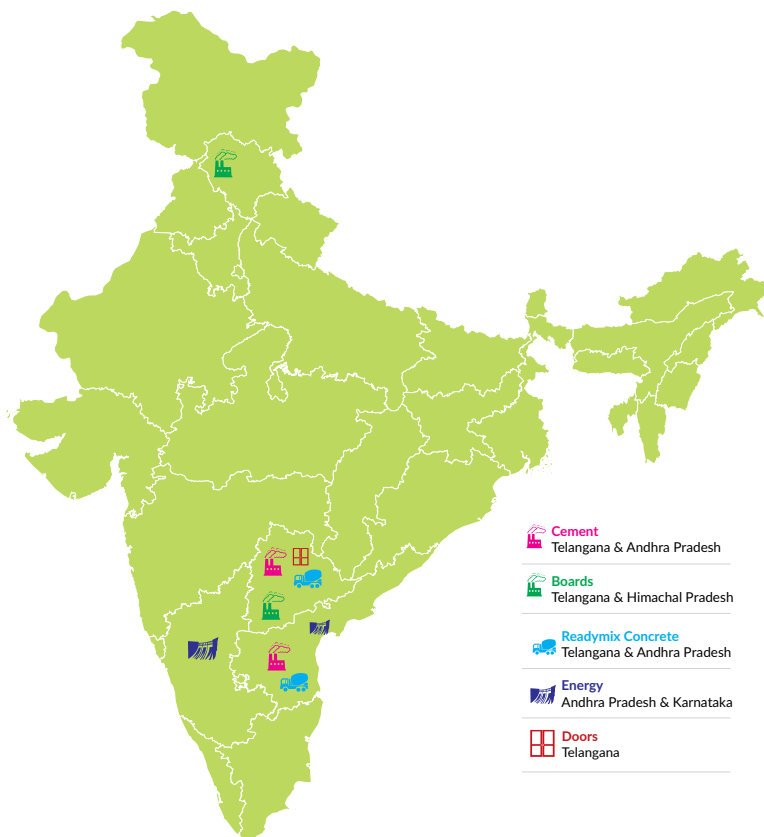 Cement
Telangana & Andhra Pradesh
Boards
Telangana & Himachal Pradesh
Readymix Concrete
Telangana & Andhra Pradesh
Energy
Andhra Pradesh & Karnataka
Doors
Telangana